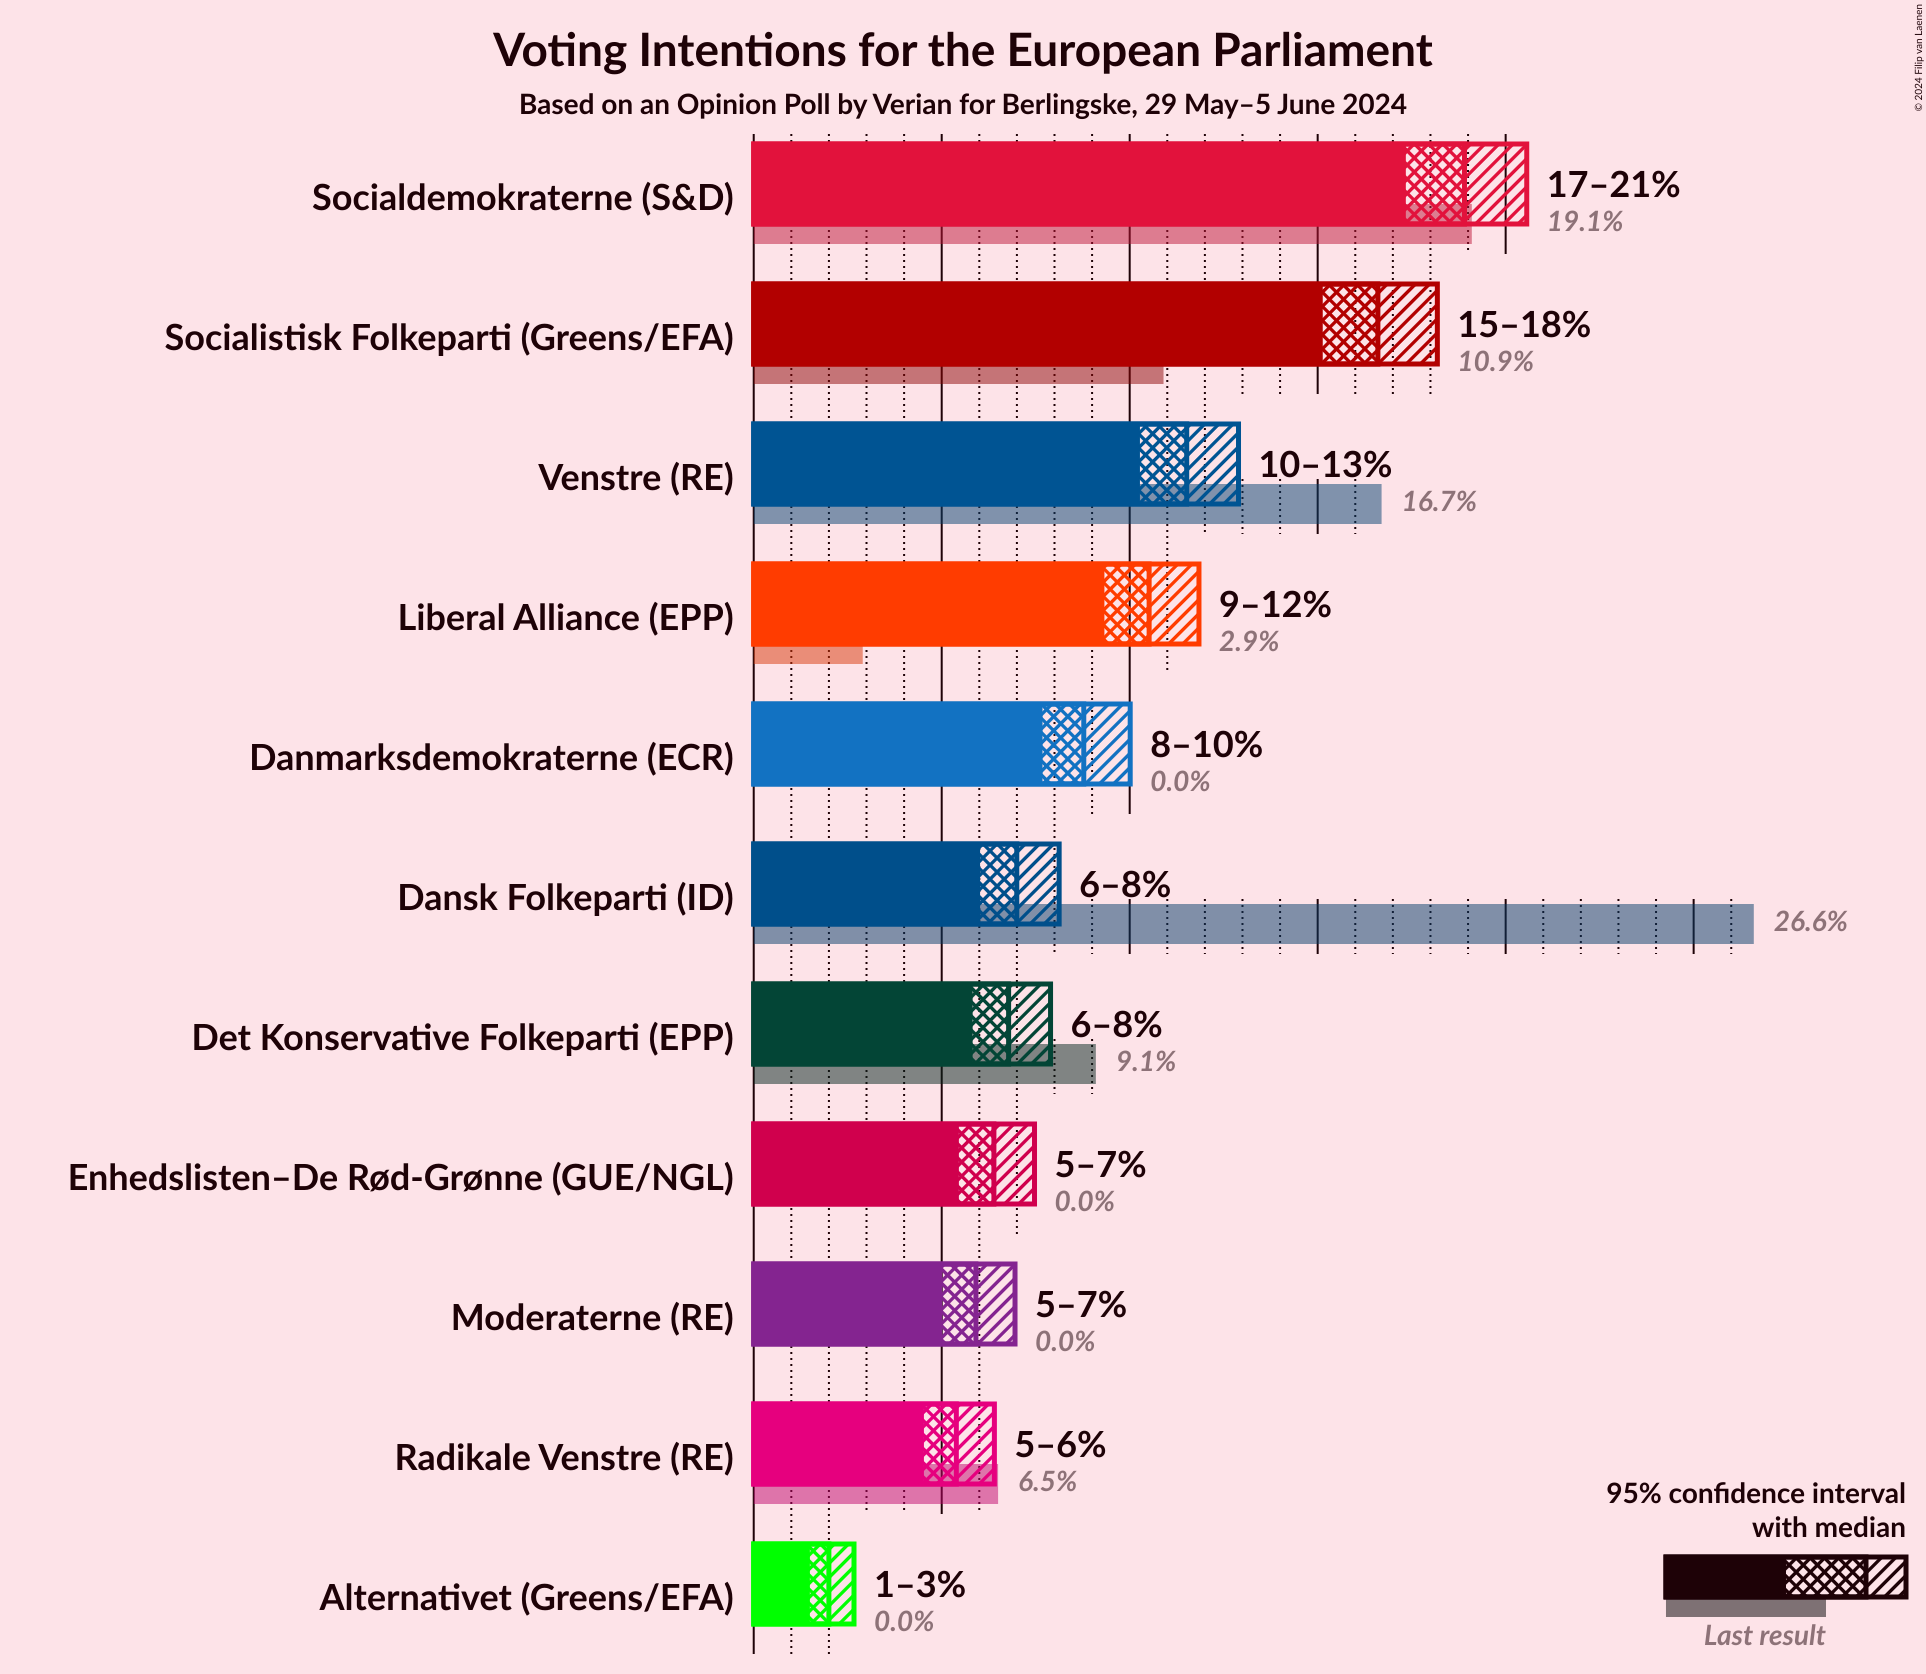 Voting Intentions for the European Parliament
Based on an Opinion Poll by Verian for Berlingske, 29 May–5 June 2024
© 2024 Filip van Laenen
Socialdemokraterne (S&D)
17–21%
19.1%
Socialistisk Folkeparti (Greens/EFA)
15–18%
10.9%
Venstre (RE)
10–13%
16.7%
Liberal Alliance (EPP)
9–12%
2.9%
Danmarksdemokraterne (ECR)
8–10%
0.0%
Dansk Folkeparti (ID)
6–8%
26.6%
Det Konservative Folkeparti (EPP)
6–8%
9.1%
Enhedslisten–De Rød-Grønne (GUE/NGL)
5–7%
0.0%
Moderaterne (RE)
5–7%
0.0%
Radikale Venstre (RE)
5–6%
6.5%
Alternativet (Greens/EFA)
1–3%
0.0%
95% confidence interval
with median
Last result